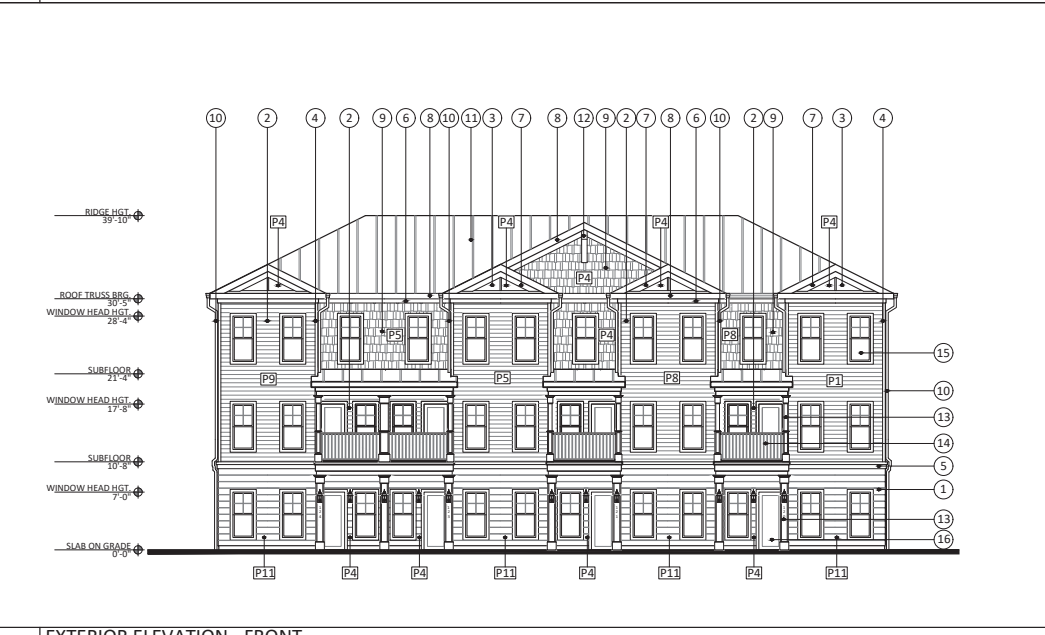 10 2 4 2 9 6 8 10 11 3 7 8 12 9 2 7 8 6 10 2 9 7 3 4
RIDGE HGT.
39'-10"
P4 P4 P4 P4
P4
ROOF TRUSS BRG.
30'-5"
WINDOW HEAD HGT.
28'-4"
P5 P4 P8
15
SUBFLOOR
21'-4"
P9 P5 P8 P1
10
WINDOW HEAD HGT.
17'-8"
13
14
SUBFLOOR
10'-8"
5
WINDOW HEAD HGT.
7'-0"
1
13
16
SLAB ON GRADE
0'-0"
P11 P4 P4 P11 P4 P11 P4 P11
EXTERIOR ELEVATION - FRONT